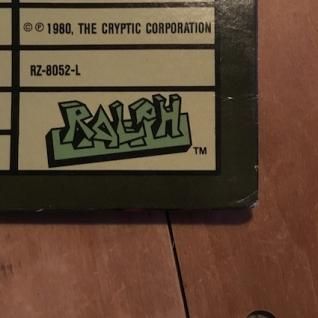 ©℗ 1980, THE CRYPTIC CORPORATION
RZ-8052-L
RALPH
TM